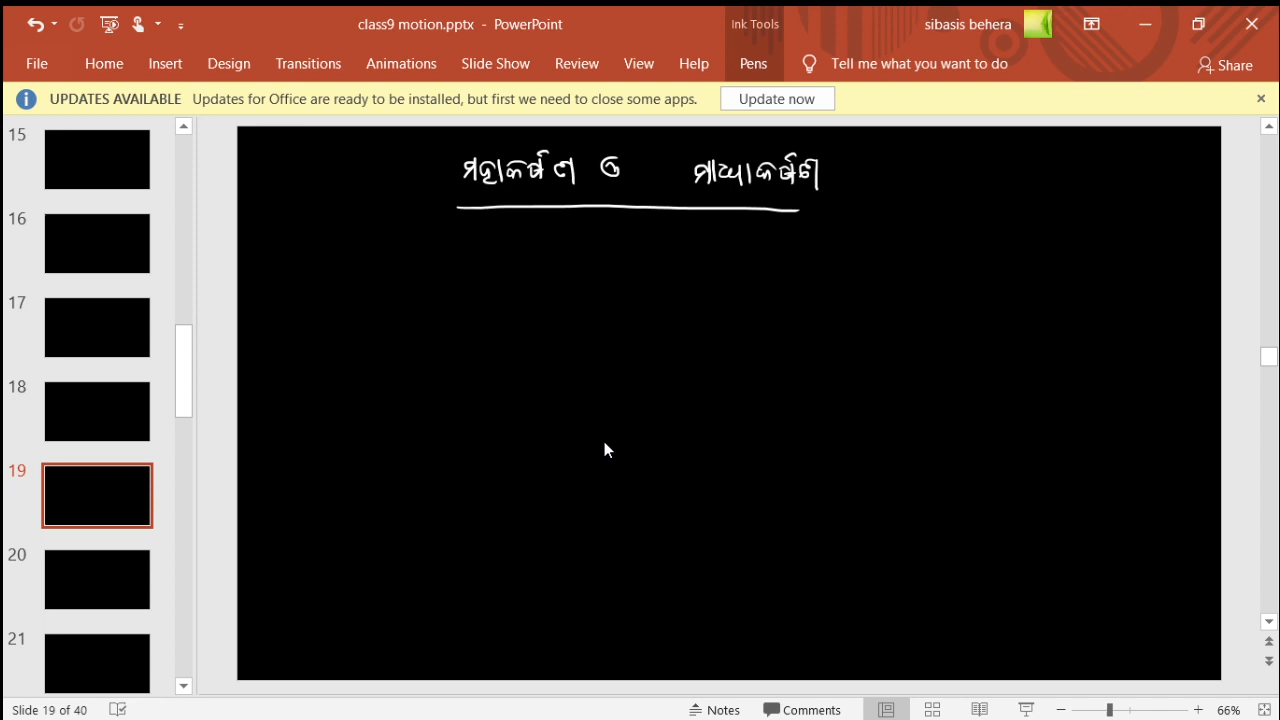 class9 motion.pptx - PowerPoint
Ink Tools
sibasis behera
File Home Insert Design Transitions Animations Slide Show Review View Help Pens Tell me what you want to do Share
UPDATES AVAILABLE Updates for Office are ready to be installed, but first we need to close some apps. Update now
ମହାକର୍ଷଣ ଓ ମାଧ୍ୟାକର୍ଷଣ
15
16
17
18
19
20
21
Slide 19 of 40 Notes Comments 66%